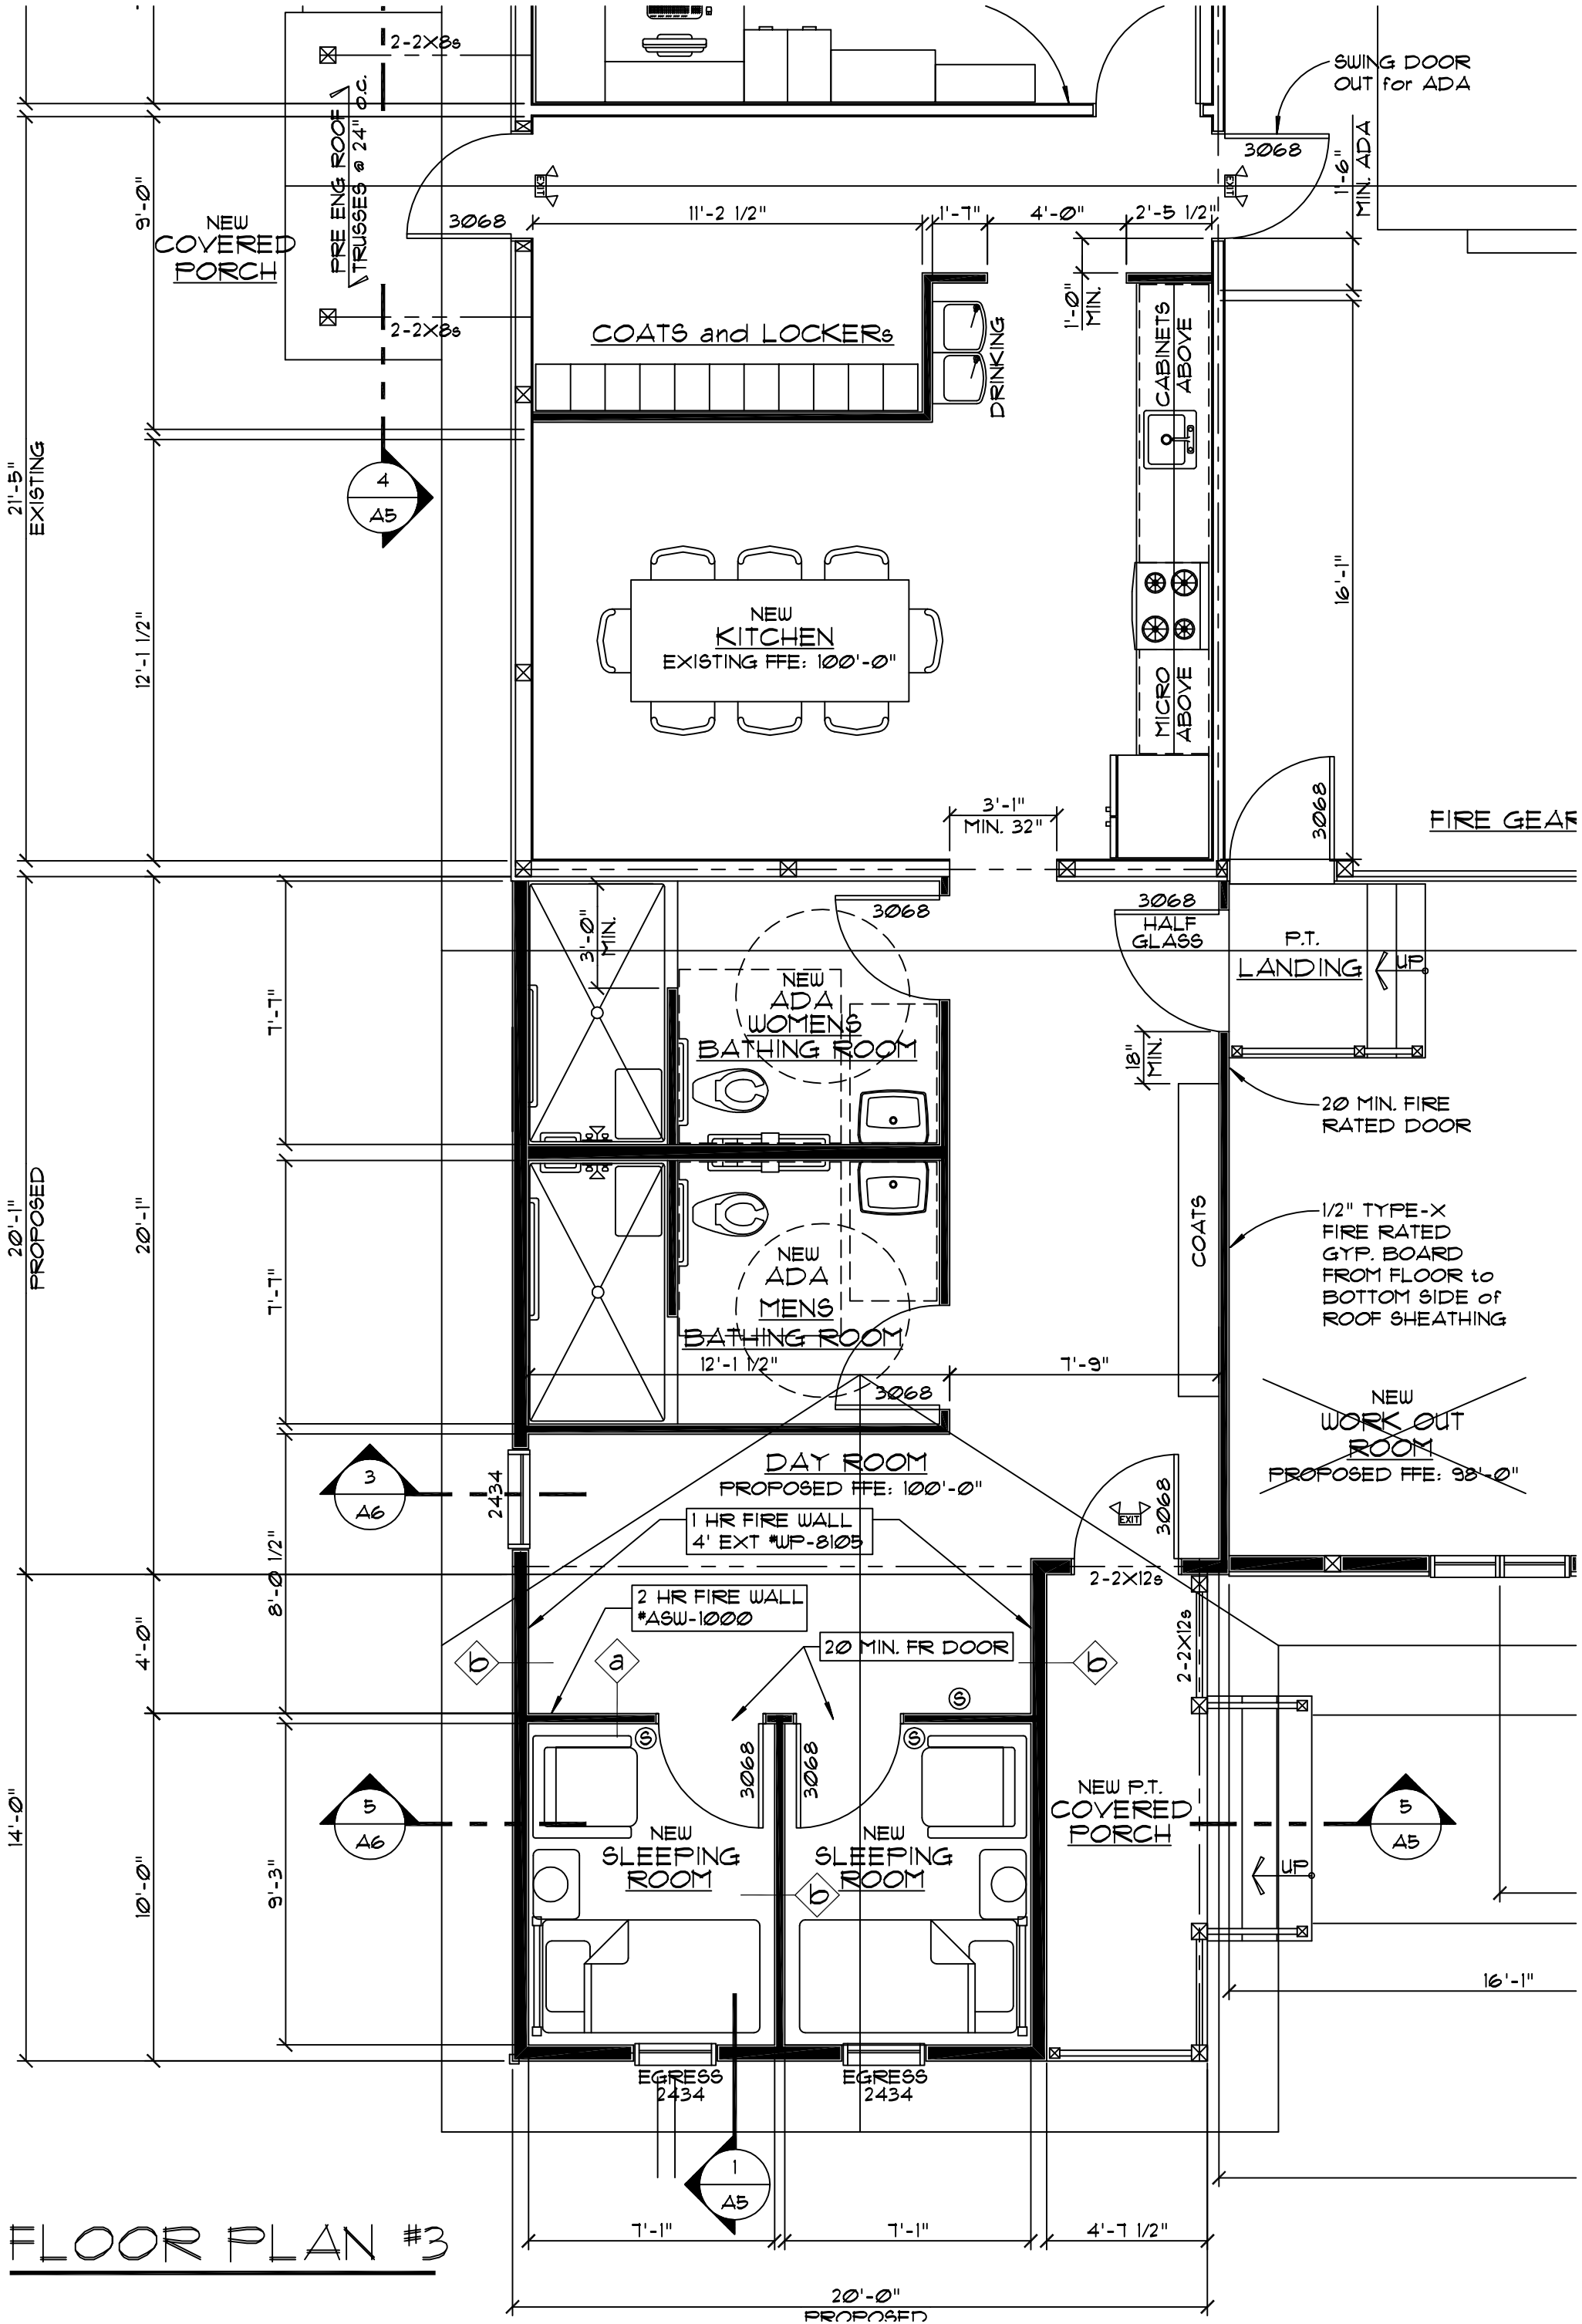 2-2X8s
PRE ENG ROOF
TRUSSES @ 24" O.C.
SWING DOOR
OUT for ADA
3068
1'-6"
MIN. ADA
EXIT
EXIT
9'-0"
NEW
COVERED
PORCH
3068
11'-2 1/2"
1'-7"
4'-0"
2'-5 1/2"
1'-0"
MIN.
2-2X8s
COATS and LOCKERs
DRINKING
CABINETS
ABOVE
21'-5"
EXISTING
4
A5
12'-1 1/2"
NEW
KITCHEN
EXISTING FFE: 100'-0"
16'-1"
MICRO
ABOVE
3'-1"
MIN. 32"
3068
FIRE GEAR
3'-0"
MIN.
3068
3068
HALF
GLASS
P.T.
LANDING
UP
7'-7"
NEW
ADA
WOMENS
BATHING ROOM
18"
MIN.
20 MIN. FIRE
RATED DOOR
20'-1"
PROPOSED
20'-1"
7'-7"
COATS
1/2" TYPE-X
FIRE RATED
GYP. BOARD
FROM FLOOR to
BOTTOM SIDE of
ROOF SHEATHING
NEW
ADA
MENS
BATHING ROOM
12'-1 1/2"
7'-9"
3068
NEW
WORK OUT
ROOM
PROPOSED FFE: 98'-0"
3
A6
2434
DAY ROOM
PROPOSED FFE: 100'-0"
EXIT
3068
1 HR FIRE WALL
4' EXT #WP-8105
8'-0 1/2"
2-2X12s
2 HR FIRE WALL
#ASW-1000
20 MIN. FR DOOR
2-2X12s
4'-0"
b
a
b
S
S
S
3068
3068
14'-0"
5
A6
NEW
SLEEPING
ROOM
NEW
SLEEPING
ROOM
NEW P.T.
COVERED
PORCH
5
A5
UP
b
10'-0"
9'-3"
16'-1"
EGRESS
2434
EGRESS
2434
1
A5
FLOOR PLAN #3
7'-1"
7'-1"
4'-7 1/2"
20'-0"
PROPOSED